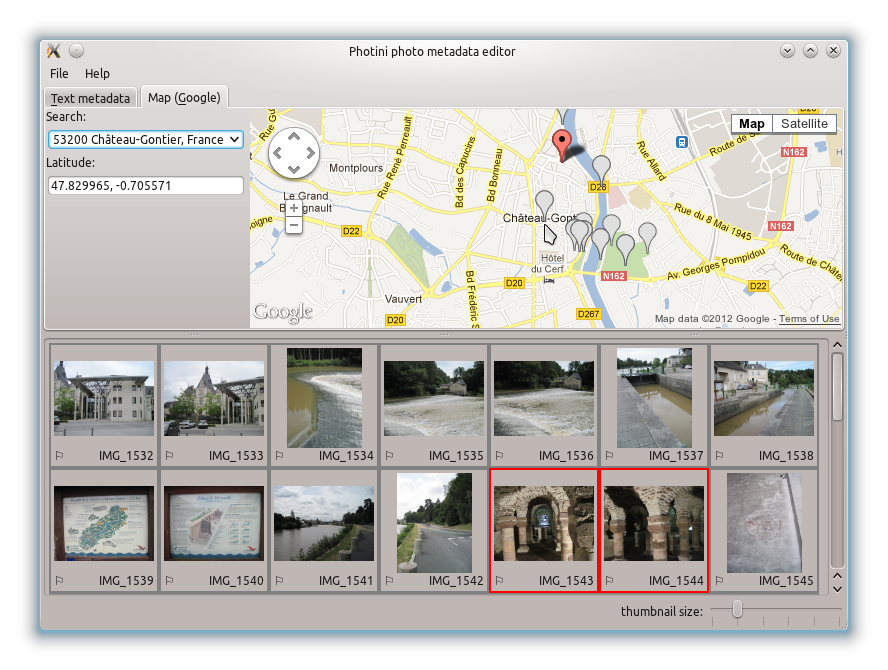 Photini photo metadata editor
File Help
Text metadata Map (Google)
Search:
53200 Château-Gontier, France
Latitude:
47.829965, -0.705571
Map Satellite
Montplours
Rue René Perreault
Bd des Capucins
Bd Bonneau
Rue Allard
Route de
N162
D28
Le Grand
D22
Château-Gont
Rue du 8 Mai 1945
N162
Hôtel
du Cerf
D20
N162
Av. Georges Pompidou
Route de Châte
D22
Vauvert
D20
Bd Frédéric
D267
Google
Map data ©2012 Google - Terms of Use
IMG_1532 IMG_1533 IMG_1534 IMG_1535 IMG_1536 IMG_1537 IMG_1538
IMG_1539 IMG_1540 IMG_1541 IMG_1542 IMG_1543 IMG_1544 IMG_1545
thumbnail size: